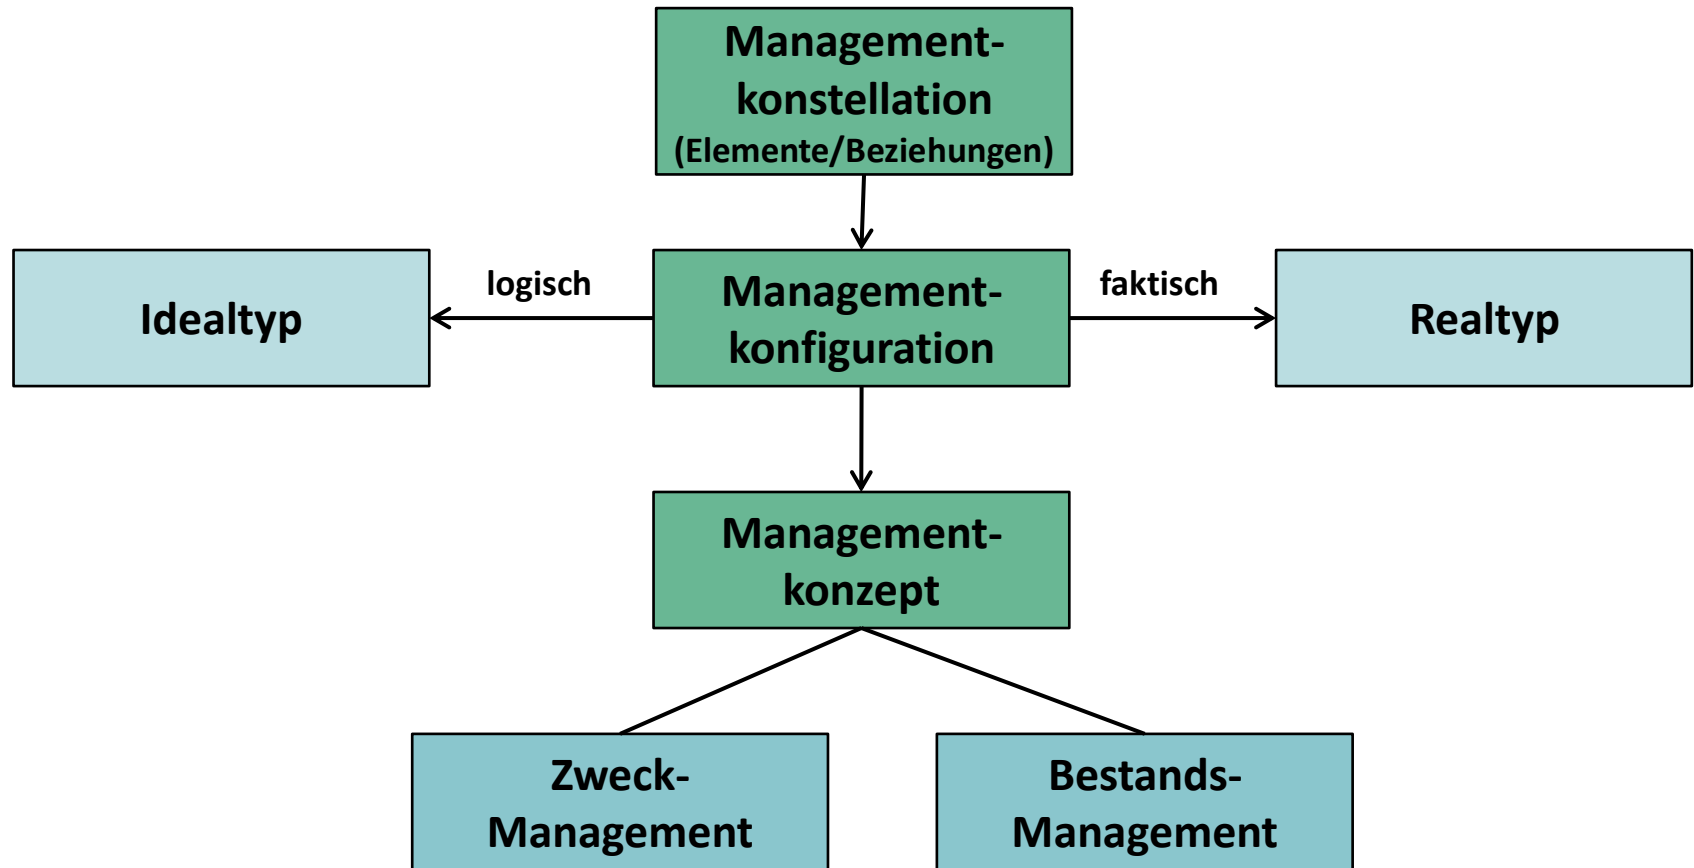 Management-
konstellation
(Elemente/Beziehungen)
Idealtyp
logisch
Management-
konfiguration
faktisch
Realtyp
Management-
konzept
Zweck-
Management
Bestands-
Management